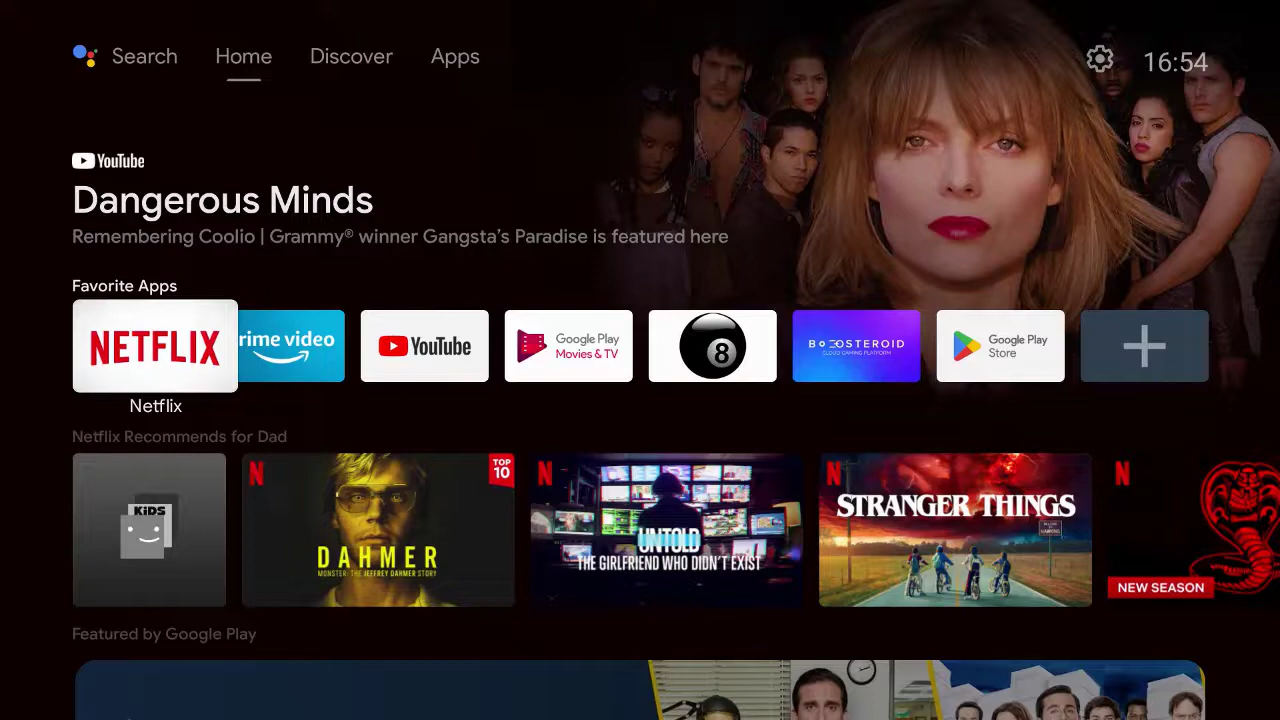 Search Home Discover Apps 16:54
YouTube
Dangerous Minds
Remembering Coolio | Grammy® winner Gangsta's Paradise is featured here
Favorite Apps
NETFLIX
rime video
YouTube
Google Play
Movies & TV
8
BOOSTEROID
CLOUD GAMING PLATFORM
Google Play
Store
Netflix
Netflix Recommends for Dad
KiDS
N
TOP
10
DAHMER
MONSTER: THE JEFFREY DAHMER STORY
N
UNTOLD
THE GIRLFRIEND WHO DIDN'T EXIST
N
STRANGER THINGS
N
NEW SEASON
Featured by Google Play